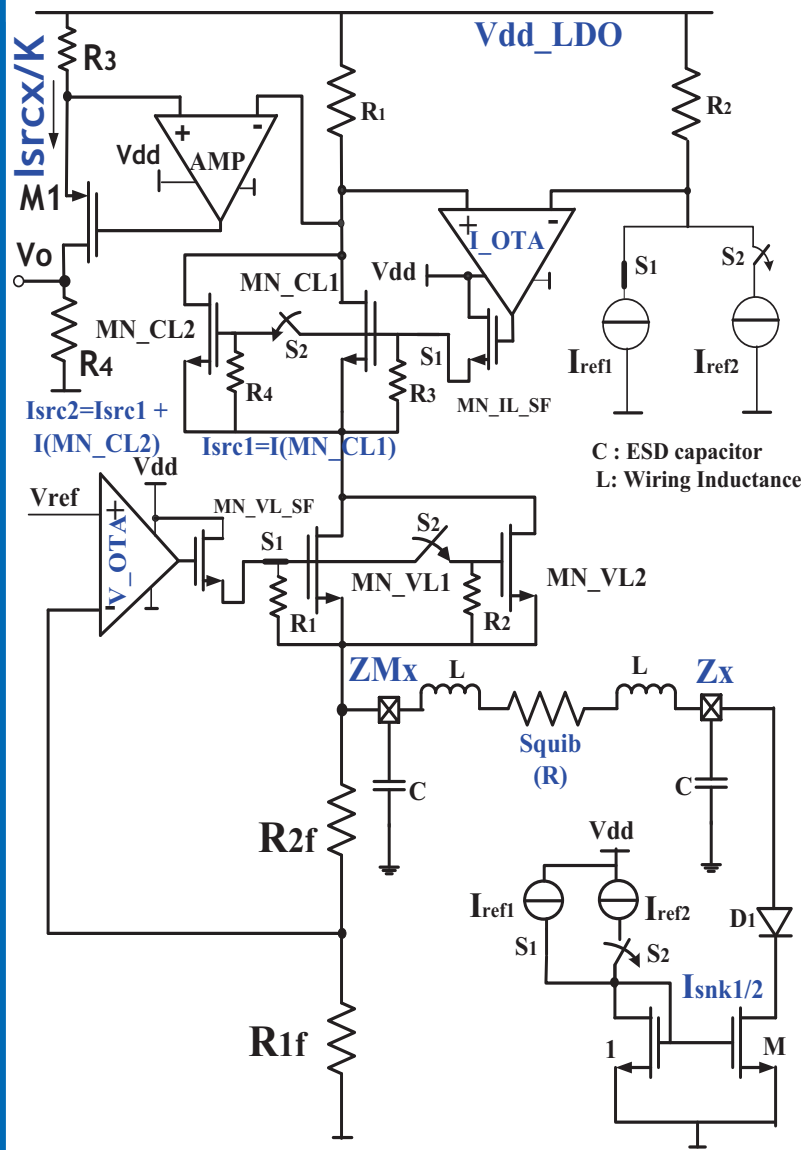 Vdd_LDO
R3
Isrcx/K
R1
R2
+
-
AMP
Vdd
M1
Vo
R4
+
-
I_OTA
Vdd
S1
S2
Iref1
Iref2
MN_CL1
MN_CL2
S2
S1
R4
R3
MN_IL_SF
Isrc2=Isrc1 +
I(MN_CL2)
Isrc1=I(MN_CL1)
C : ESD capacitor
L: Wiring Inductance
Vdd
Vref
+
-
V_OTA
MN_VL_SF
S1
S2
MN_VL1
MN_VL2
R1
R2
ZMx
L
L
Zx
Squib
(R)
C
C
R2f
Vdd
Iref1
Iref2
S1
S2
D1
Isnk1/2
1
M
R1f